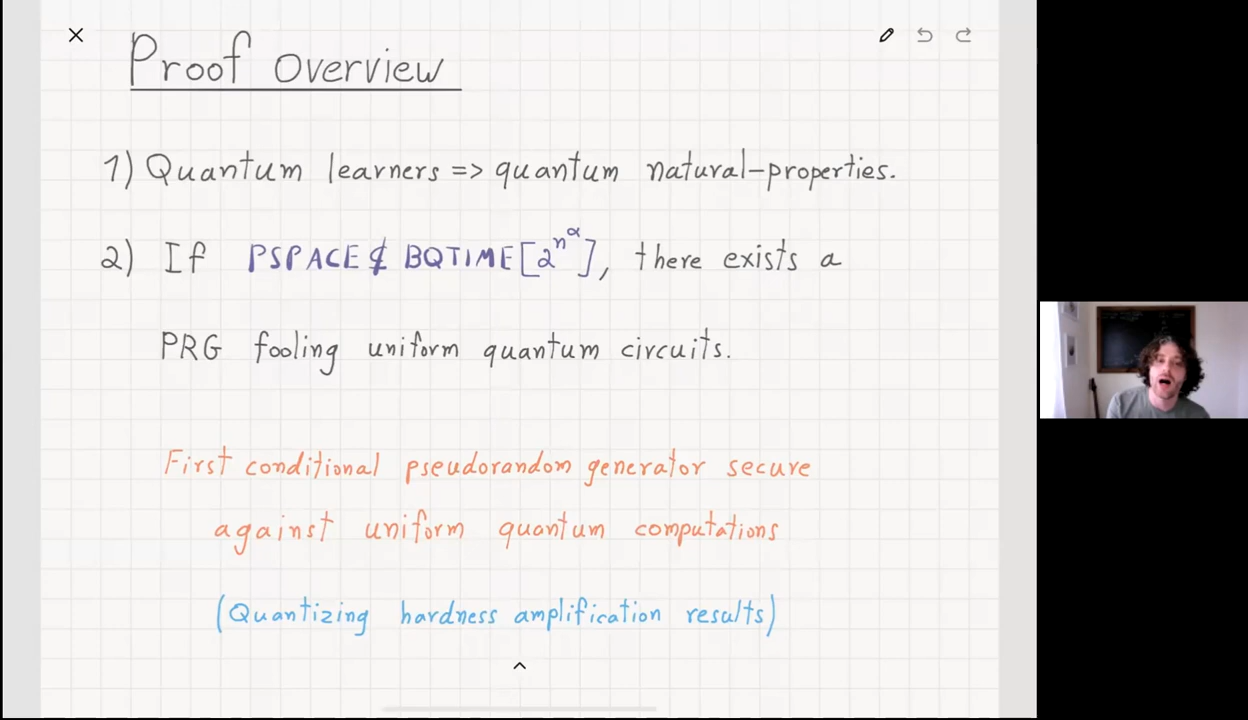 Proof overview
1) Quantum learners => quantum natural-properties.
2) If PSPACE ⊄ BQTIME[2^{n^α}], there exists a
PRG fooling uniform quantum circuits.
First conditional pseudorandom generator secure
against uniform quantum computations
(Quantizing hardness amplification results)